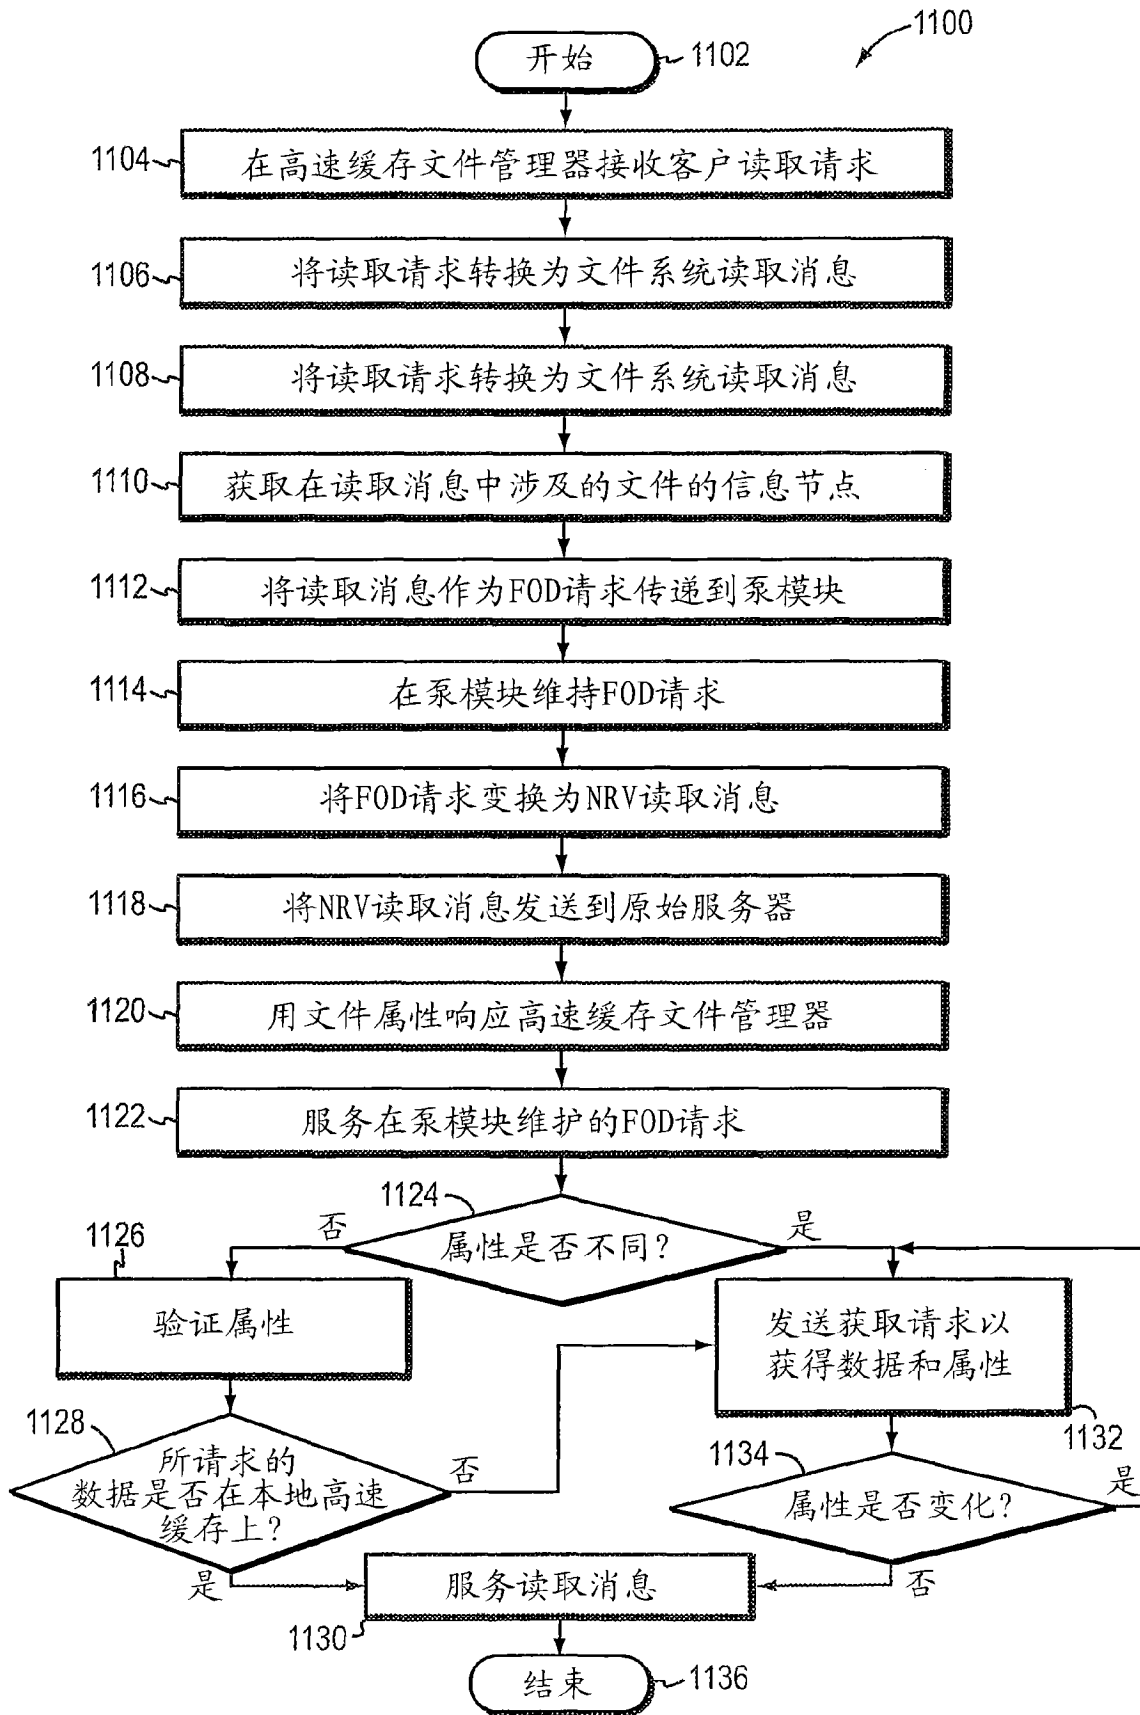 1100
开始
1102
1104
在高速缓存文件管理器接收客户读取请求
1106
将读取请求转换为文件系统读取消息
1108
将读取请求转换为文件系统读取消息
1110
获取在读取消息中涉及的文件的信息节点
1112
将读取消息作为FOD请求传递到泵模块
1114
在泵模块维持FOD请求
1116
将FOD请求变换为NRV读取消息
1118
将NRV读取消息发送到原始服务器
1120
用文件属性响应高速缓存文件管理器
1122
服务在泵模块维护的FOD请求
1124
否
属性是否不同?
是
1126
验证属性
发送获取请求以
获得数据和属性
1132
1128
所请求的
数据是否在本地高速
缓存上?
否
1134
属性是否变化?
是
是
服务读取消息
否
1130
结束
1136